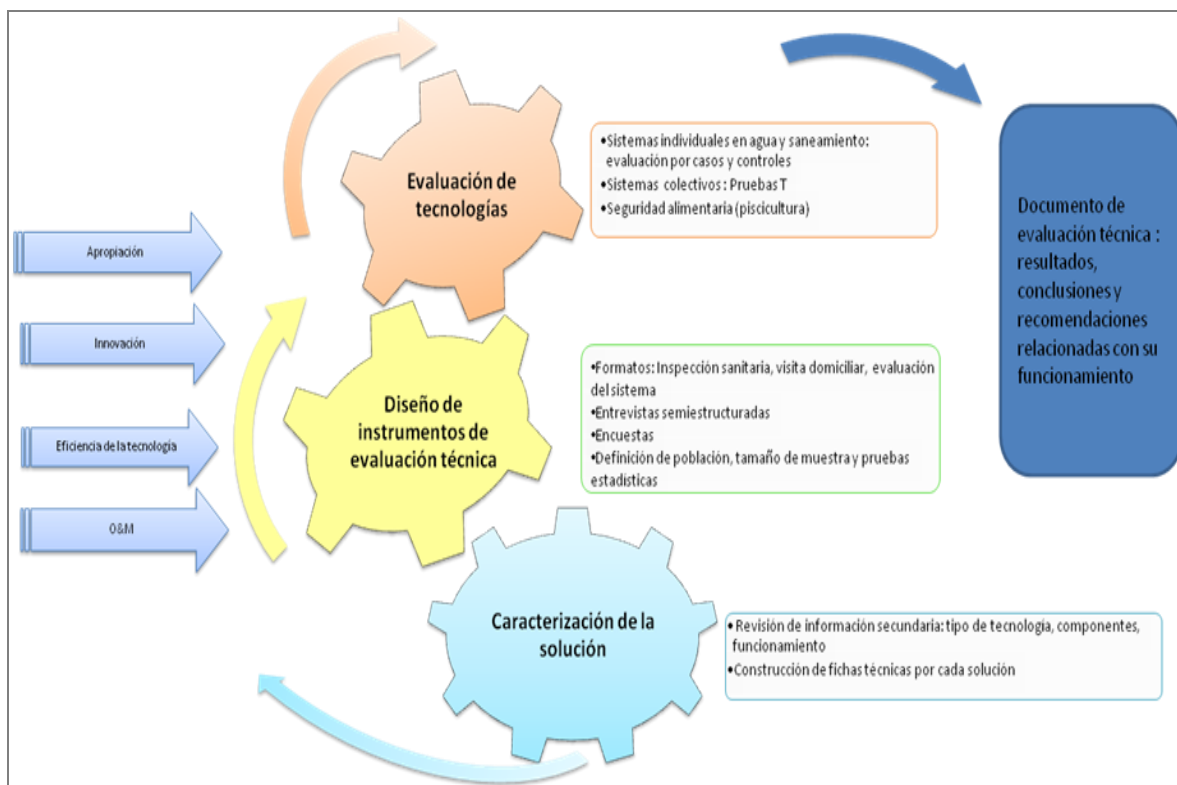 Apropiación
Innovación
Eficiencia de la tecnología
O&M
Evaluación de
tecnologías
•Sistemas individuales en agua y saneamiento:
evaluación por casos y controles
•Sistemas colectivos : Pruebas T
•Seguridad alimentaria (piscicultura)
Diseño de
instrumentos de
evaluación técnica
•Formatos: Inspección sanitaria, visita domiciliar, evaluación
del sistema
•Entrevistas semiestructuradas
•Encuestas
•Definición de población, tamaño de muestra y pruebas
estadísticas
Caracterización de la
solución
• Revisión de información secundaria: tipo de tecnología, componentes,
funcionamiento
•Construcción de fichas técnicas por cada solución
Documento de
evaluación técnica :
resultados,
conclusiones y
recomendaciones
relacionadas con su
funcionamiento